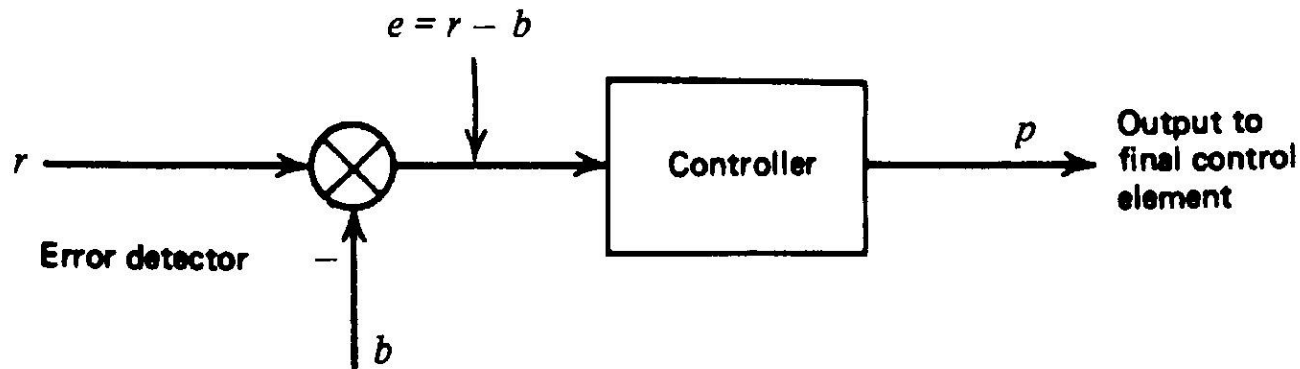 e = r − b
r
Controller
p
Output to
final control
element
Error detector
−
b